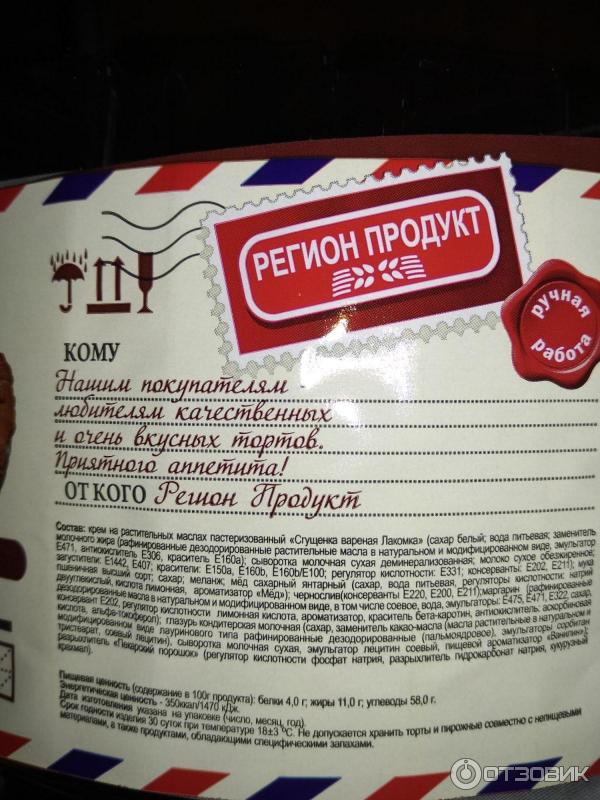 РЕГИОН ПРОДУКТ
ручная
работа
КОМУ
Нашим покупателям -
любителям качественных
и очень вкусных тортов.
Приятного аппетита!
ОТ КОГО Регион Продукт
Состав: крем на растительных маслах пастеризованный «Сгущенка вареная Лакомка» (сахар белый; вода питьевая; заменитель
молочного жира (рафинированные дезодорированные растительные масла в натуральном и модифицированном виде, эмульгатор
Е471, антиокислитель Е306, краситель Е160а); сыворотка молочная сухая деминерализованная; молоко сухое обезжиренное;
загустители: Е1442, Е407; красители: Е150а, Е160b, Е160b/Е100; регулятор кислотности: Е331; консерванты: Е202, Е211); мука
пшеничная высший сорт; сахар; меланж; мёд сахарный янтарный (сахар, вода питьевая, регуляторы кислотности: натрий
двууглекислый, кислота лимонная, ароматизатор «Мёд»); чернослив(консерванты Е220, Е200, Е211);маргарин (рафинированные
дезодорированные масла в натуральном и модифицированном виде, в том числе соевое, вода, эмульгаторы: Е475, Е471, Е322, сахар,
консервант Е202, регулятор кислотности лимонная кислота, ароматизатор, краситель бета-каротин, антиокислитель: аскорбиновая
кислота, альфа-токоферол); глазурь кондитерская молочная (сахар, заменитель какао-масла (масла растительные в натуральном и
модифицированном виде лауринового типа рафинированные дезодорированные (пальмоядровое), эмульгаторы сорбитан
тристеарат, соевый лецитин), сыворотка молочная сухая, эмульгатор лецитин соевый, пищевой ароматизатор «Ванилин»);
разрыхлитель «Пекарский порошок» (регулятор кислотности фосфат натрия, разрыхлитель гидрокарбонат натрия, кукурузный
крахмал).
Пищевая ценность (содержание в 100г продукта): белки 4,0 г; жиры 11,0 г; углеводы 58,0 г.
Энергетическая ценность - 350ккал/1470 кДж.
Дата изготовления указана на упаковке (число, месяц, год).
Срок годности изделия 30 суток при температуре 18±3 °С. Не допускается хранить торты и пирожные совместно с непищевыми
материалами, а также продуктами, обладающими специфическими запахами.
ОТЗОВИК